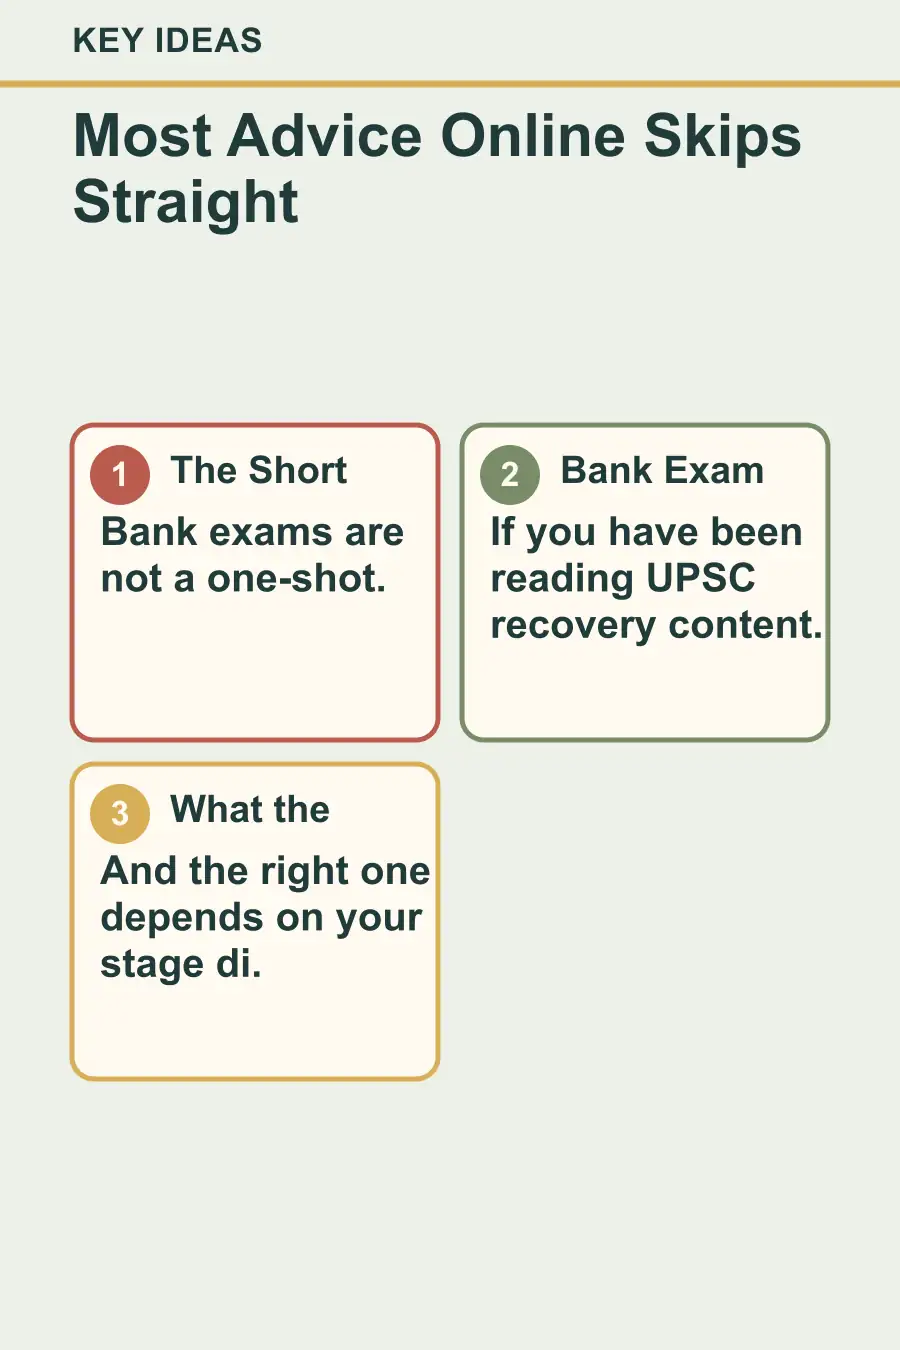 KEY IDEAS
Most Advice Online Skips
Straight
1 The Short
Bank exams are
not a one-shot.
2 Bank Exam
If you have been
reading UPSC
recovery content.
3 What the
And the right one
depends on your
stage di.